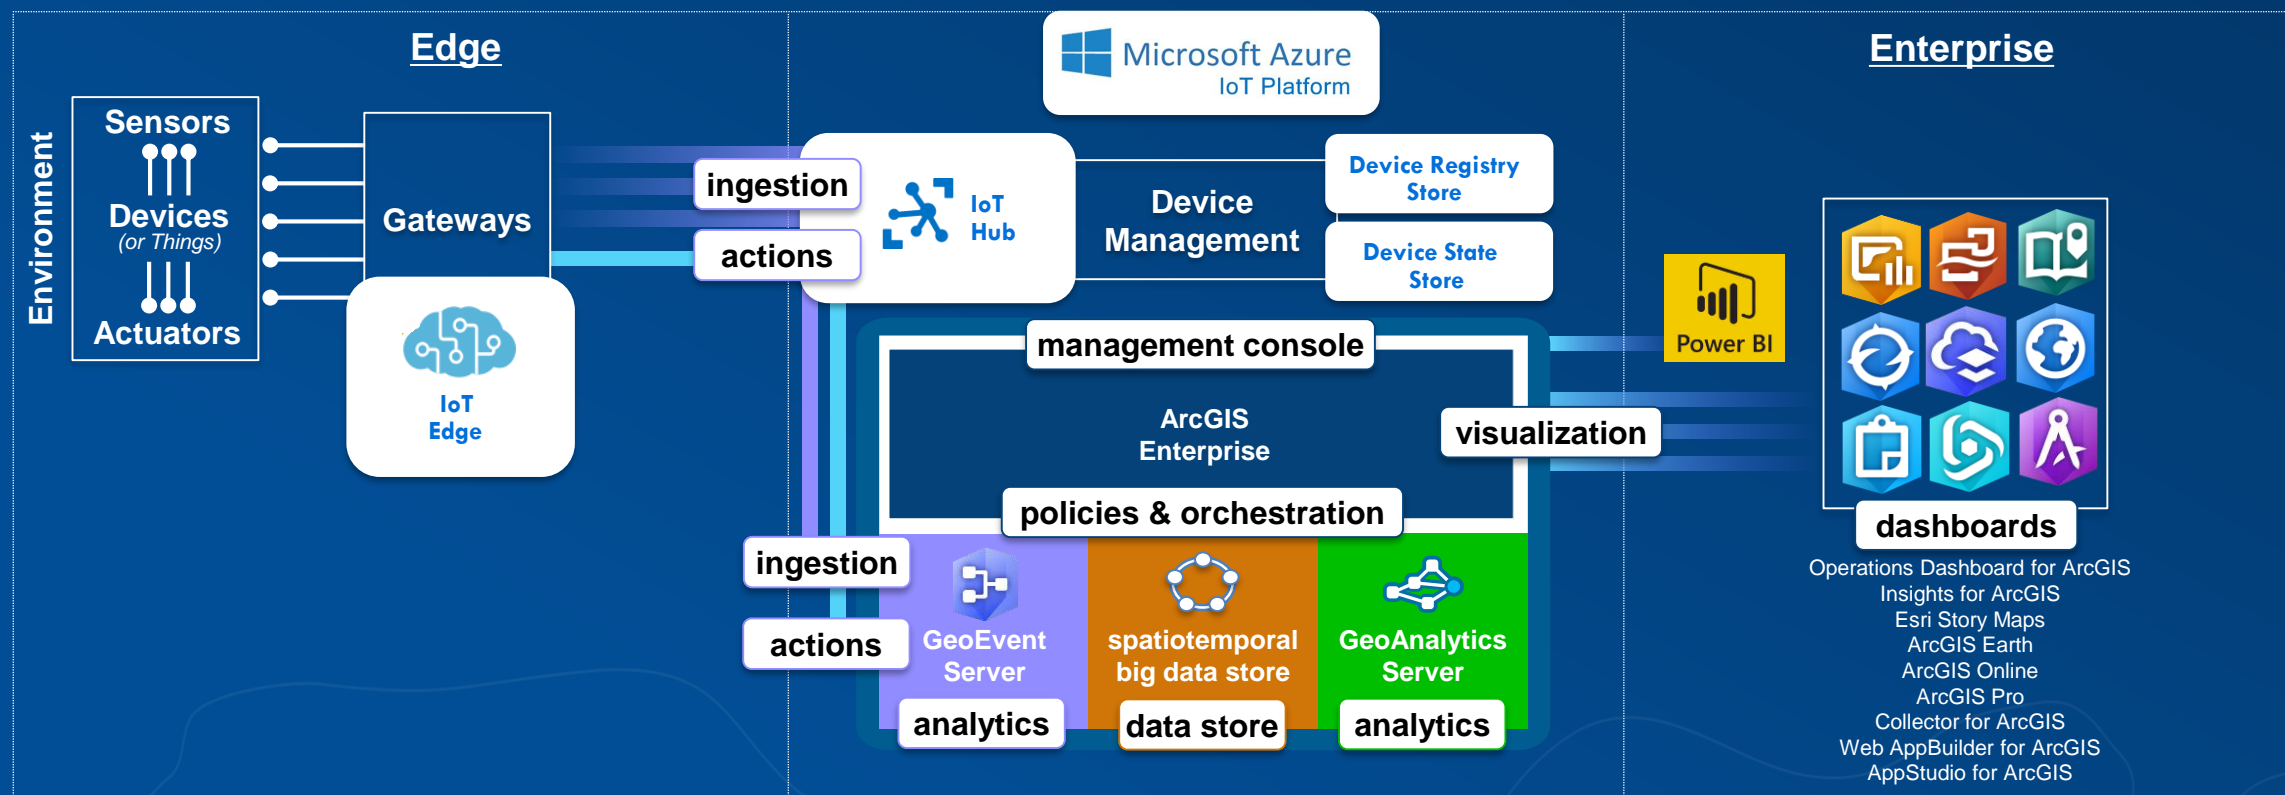 Edge
Microsoft Azure
IoT Platform
Enterprise
Environment
Sensors
Devices
(or Things)
Actuators
Gateways
IoT
Edge
ingestion
actions
IoT
Hub
Device
Management
Device Registry
Store
Device State
Store
management console
ArcGIS
Enterprise
visualization
policies & orchestration
ingestion
actions
GeoEvent
Server
analytics
spatiotemporal
big data store
data store
GeoAnalytics
Server
analytics
Power BI
dashboards
Operations Dashboard for ArcGIS
Insights for ArcGIS
Esri Story Maps
ArcGIS Earth
ArcGIS Online
ArcGIS Pro
Collector for ArcGIS
Web AppBuilder for ArcGIS
AppStudio for ArcGIS